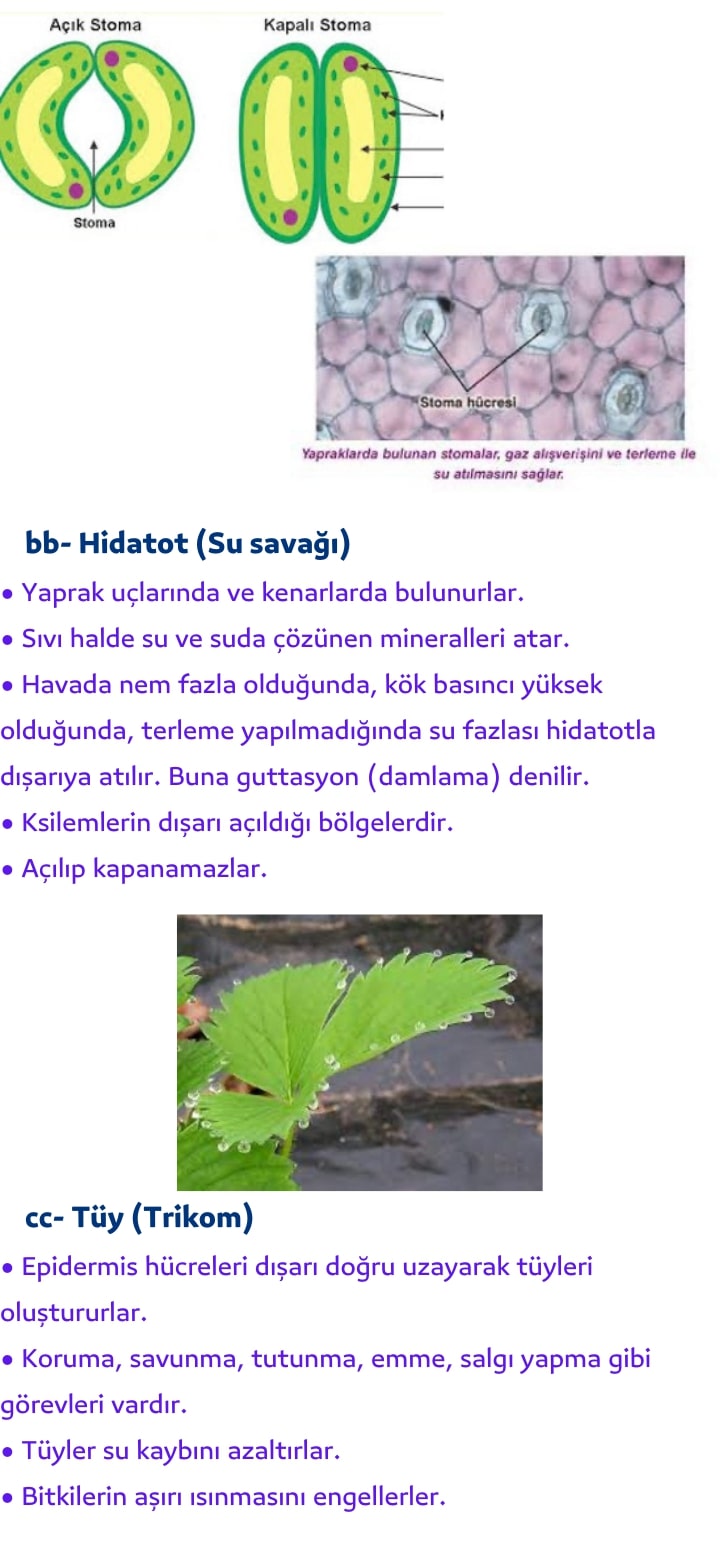 Açık Stoma
Kapalı Stoma
Stoma
Stoma hücresi
Yapraklarda bulunan stomalar, gaz alışverişini ve terleme ile
su atılmasını sağlar.
bb- Hidatot (Su savağı)
• Yaprak uçlarında ve kenarlarda bulunurlar.
• Sıvı halde su ve suda çözünen mineralleri atar.
• Havada nem fazla olduğunda, kök basıncı yüksek
olduğunda, terleme yapılmadığında su fazlası hidatotla
dışarıya atılır. Buna guttasyon (damlama) denilir.
• Ksilemlerin dışarı açıldığı bölgelerdir.
• Açılıp kapanamazlar.
cc- Tüy (Trikom)
• Epidermis hücreleri dışarı doğru uzayarak tüyleri
oluştururlar.
• Koruma, savunma, tutunma, emme, salgı yapma gibi
görevleri vardır.
• Tüyler su kaybını azaltırlar.
• Bitkilerin aşırı ısınmasını engellerler.